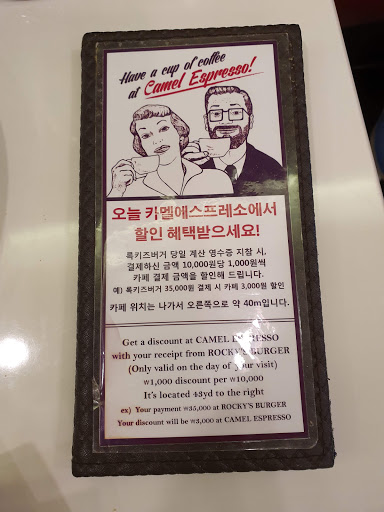 Have a cup of coffee
at Camel Espresso!
오늘 카멜에스프레소에서
할인 혜택받으세요!
록키즈버거 당일 계산 영수증 지참 시,
결제하신 금액 10,000원당 1,000원씩
카페 결제 금액을 할인해 드립니다.
예) 록키즈버거 35,000원 결제 시 카페 3,000원 할인
카페 위치는 나가서 오른쪽으로 약 40m입니다.
Get a discount at CAMEL ESPRESSO
with your receipt from ROCKY'S BURGER
(Only valid on the day of your visit)
₩1,000 discount per ₩10,000
It's located 43yd to the right
ex) Your payment ₩35,000 at ROCKY'S BURGER
Your discount will be ₩3,000 at CAMEL ESPRESSO